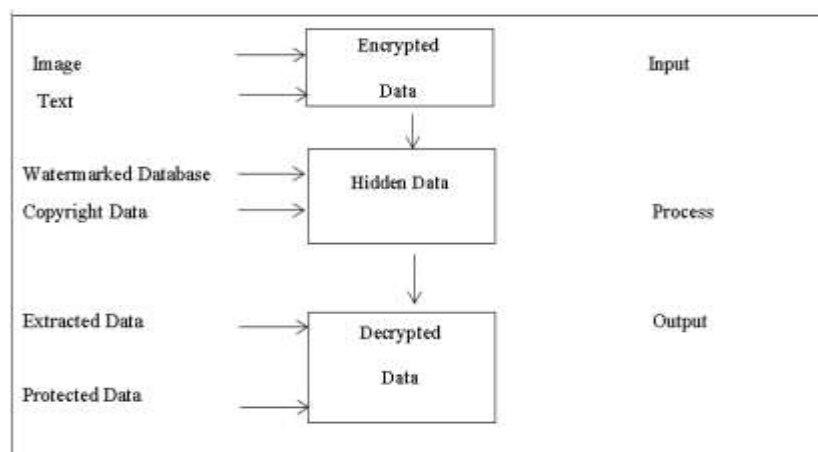 Image
Encrypted
Input
Text
Data
Watermarked Database
Hidden Data
Copyright Data
Process
Extracted Data
Decrypted
Output
Data
Protected Data